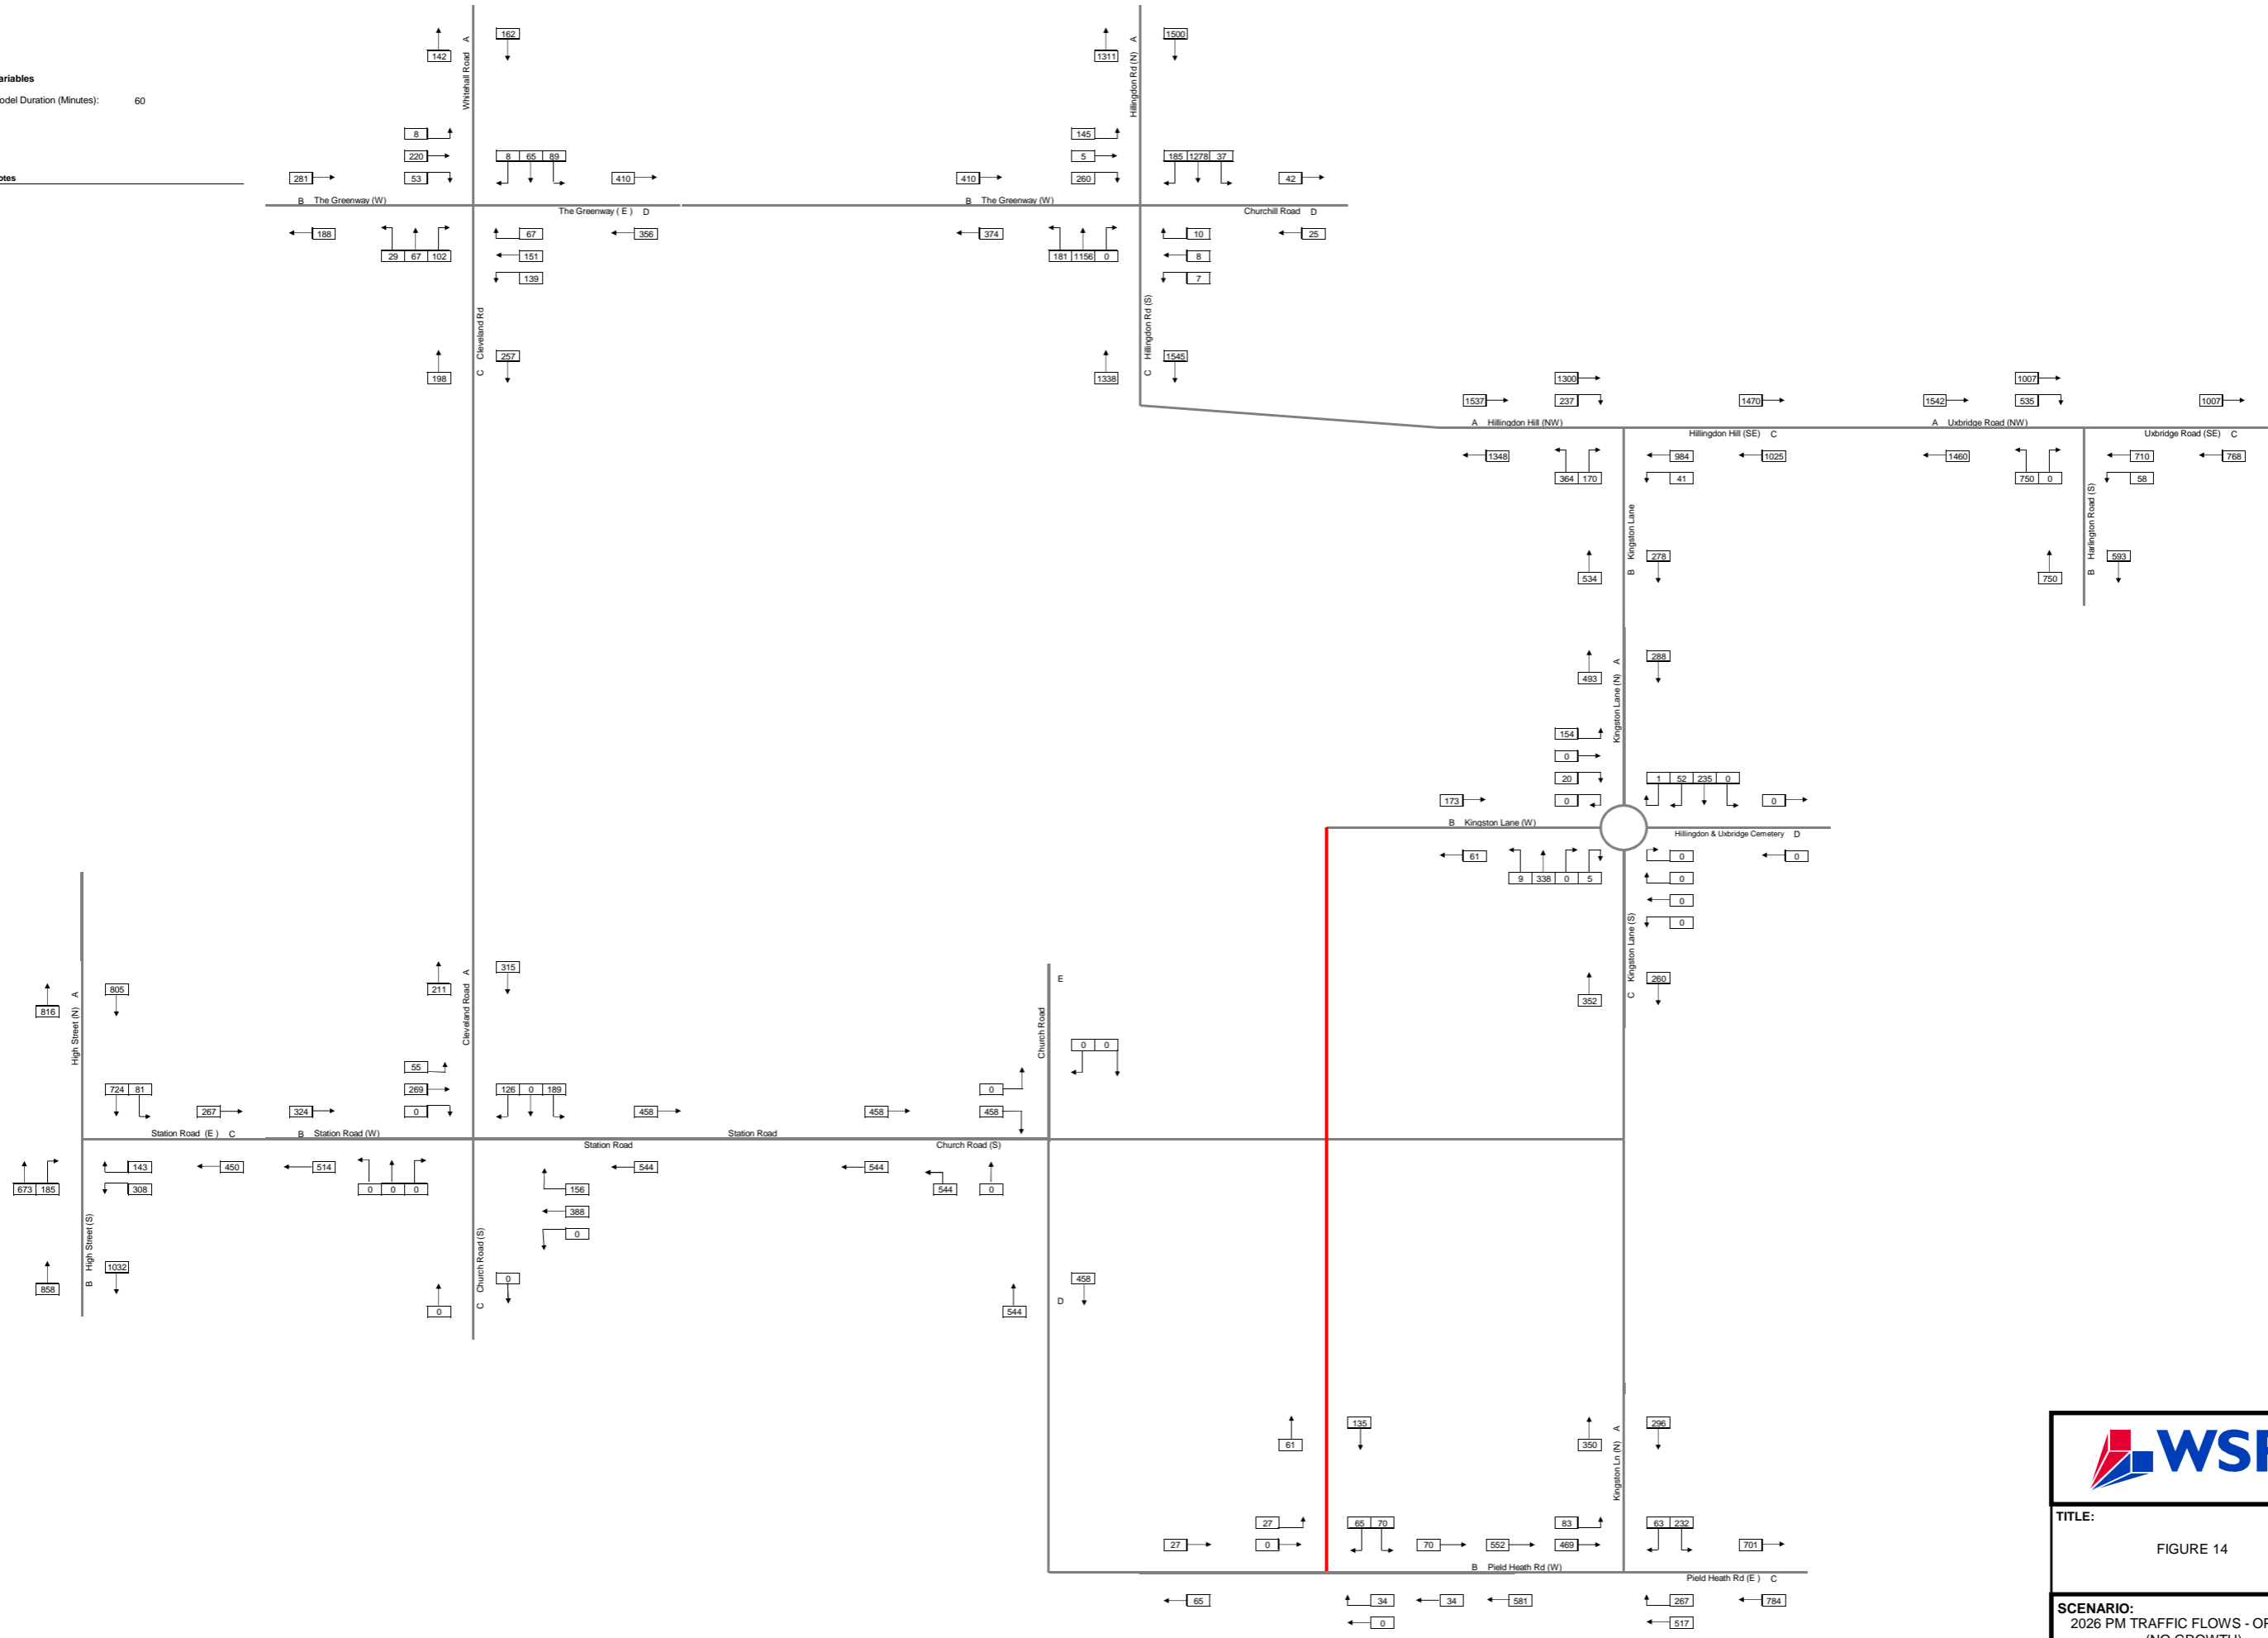 ariables
odel Duration (Minutes): 60
otes
142
Whitehall Road A
162
8
220
53
8 65 89
281
410
B The Greenway (W)
The Greenway ( E ) D
188
29 67 102
67
151
139
356
198
C Cleveland Rd
257
1311
Hillingdon Rd (N) A
1500
145
5
260
185 1278 37
410
42
B The Greenway (W)
Churchill Road D
374
181 1156 0
10
8
7
25
1338
C Hillingdon Rd (S)
1545
1300
237
1537
1470
A Hillingdon Hill (NW)
Hillingdon Hill (SE) C
1348
364 170
984
41
1025
534
B Kingston Lane
278
1007
535
1542
1007
A Uxbridge Road (NW)
Uxbridge Road (SE) C
1460
750 0
710
58
768
750
B Harlington Road (S)
593
493
Kingston Lane (N) A
288
154
0
20
0
1 52 235 0
173
0
B Kingston Lane (W)
Hillingdon & Uxbridge Cemetery D
61
9 338 0 5
0
0
0
0
0
352
C Kingston Lane (S)
260
816
High Street (N) A
805
724 81
267
Station Road (E ) C
673 185
143
308
450
858
B High Street (S)
1032
211
Cleveland Road A
315
55
269
0
126 0 189
324
458
B Station Road (W)
Station Road
514
0 0 0
156
388
0
544
0
C Church Road (S)
0
E
Church Road
0 0
0
458
458
Station Road
Church Road (S)
544
544
0
544
D
458
61
135
350
Kingston Ln (N) A
296
27
0
65 70
27
70
552
83
469
63 232
701
B Pield Heath Rd (W)
Pield Heath Rd (E ) C
65
34
0
34
581
267
517
784
WSP
TITLE:
FIGURE 14
SCENARIO:
2026 PM TRAFFIC FLOWS - OP
(NO GROWTH)